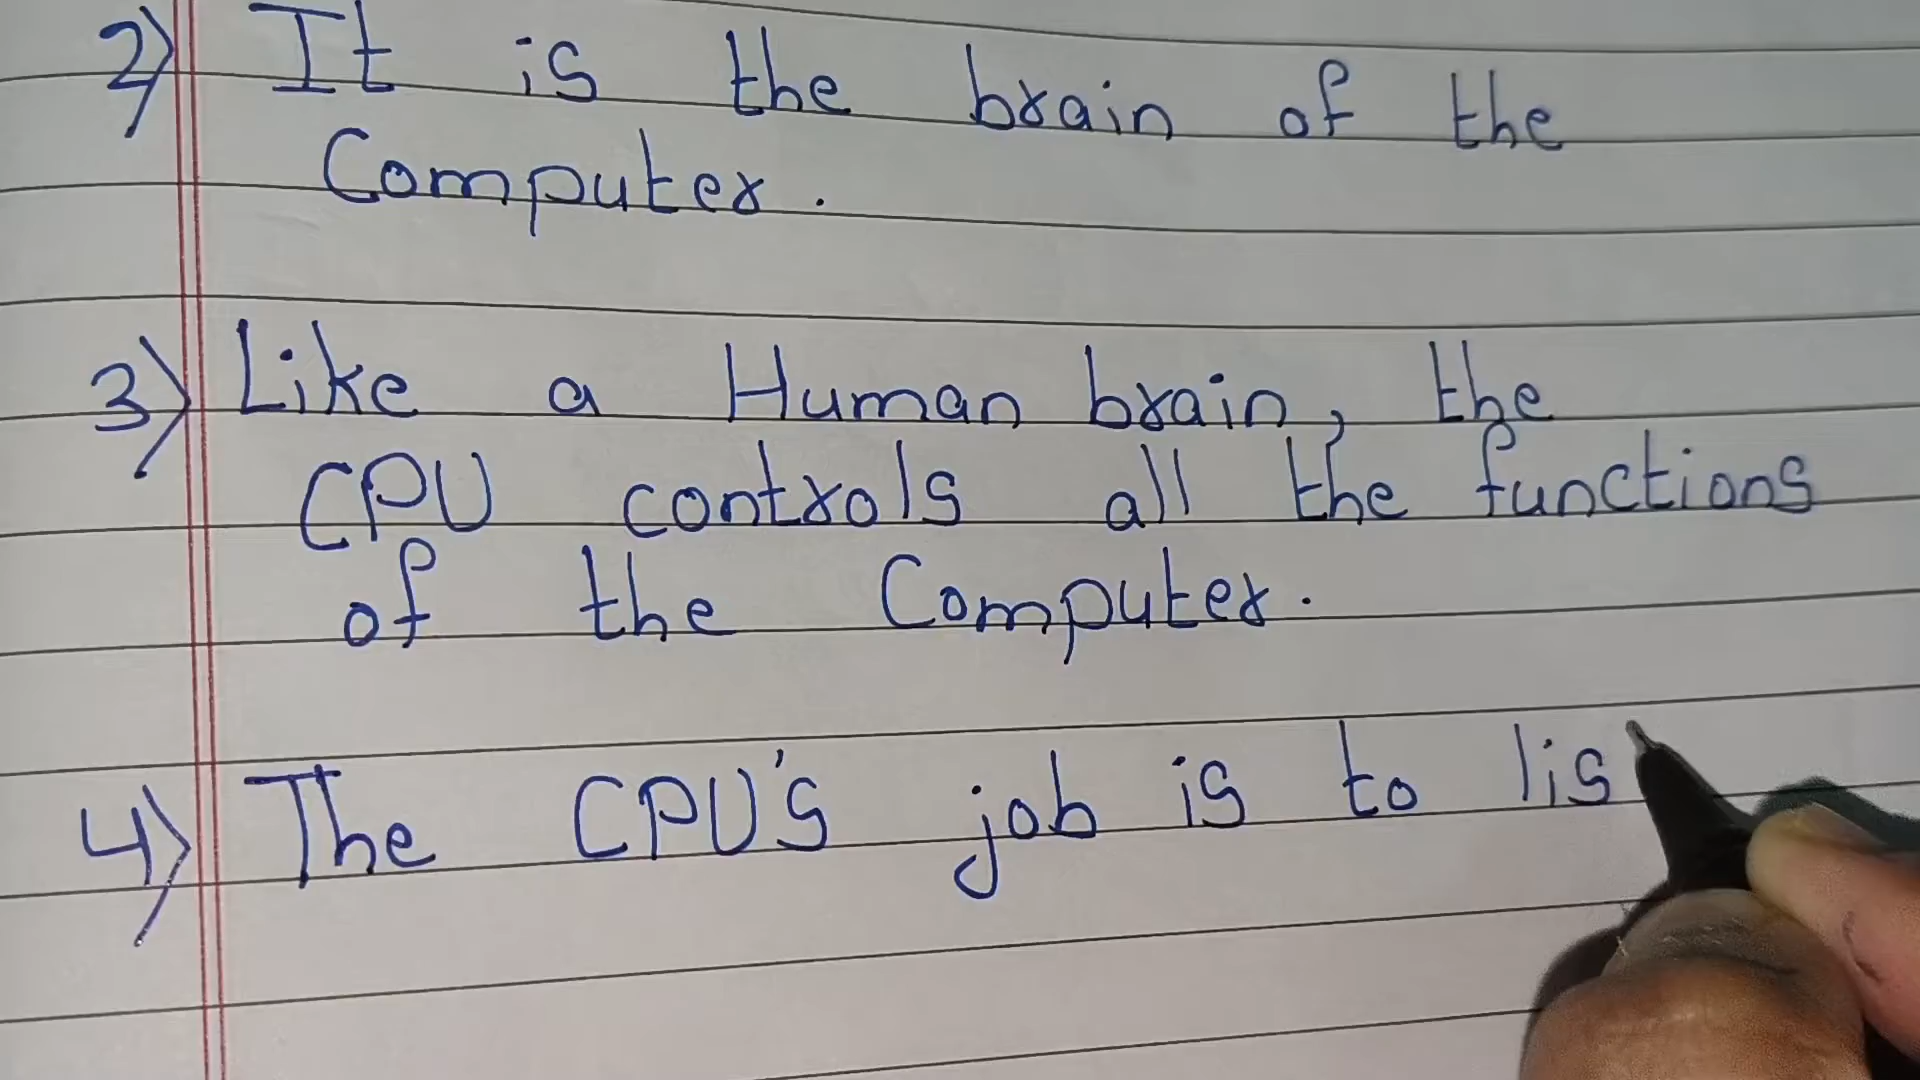 2) It is the brain of the
Computer.
3) Like a Human brain, the
CPU controls all the functions
of the Computer.
4) The CPU's job is to lis